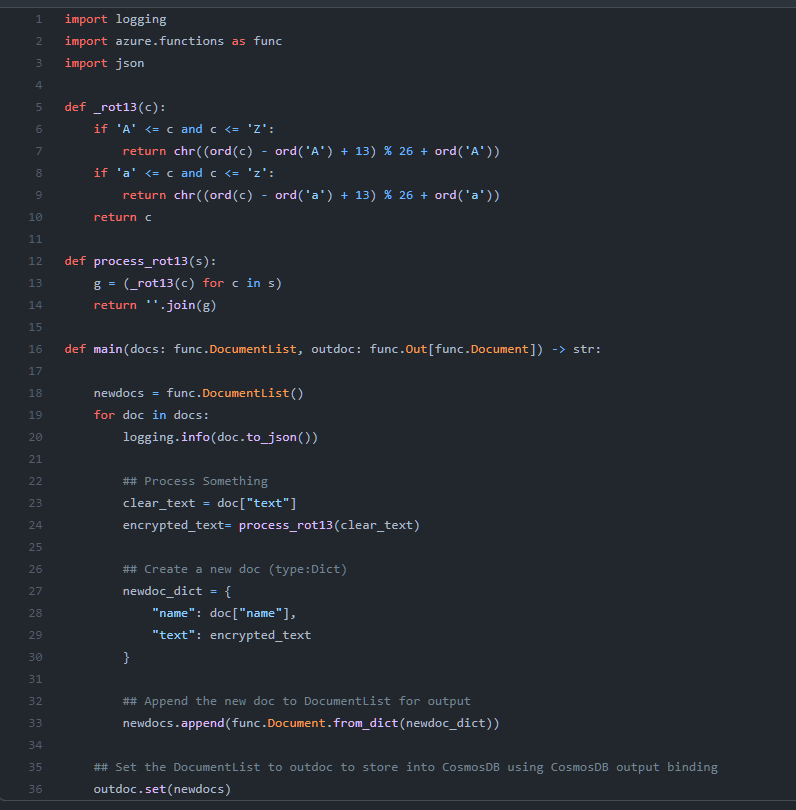 1 import logging
2 import azure.functions as func
3 import json
4
5 def _rot13(c):
6     if 'A' <= c and c <= 'Z':
7         return chr((ord(c) - ord('A') + 13) % 26 + ord('A'))
8     if 'a' <= c and c <= 'z':
9         return chr((ord(c) - ord('a') + 13) % 26 + ord('a'))
10     return c
11
12 def process_rot13(s):
13     g = (_rot13(c) for c in s)
14     return ''.join(g)
15
16 def main(docs: func.DocumentList, outdoc: func.Out[func.Document]) -> str:
17
18     newdocs = func.DocumentList()
19     for doc in docs:
20         logging.info(doc.to_json())
21
22         ## Process Something
23         clear_text = doc["text"]
24         encrypted_text= process_rot13(clear_text)
25
26         ## Create a new doc (type:Dict)
27         newdoc_dict = {
28             "name": doc["name"],
29             "text": encrypted_text
30         }
31
32         ## Append the new doc to DocumentList for output
33         newdocs.append(func.Document.from_dict(newdoc_dict))
34
35     ## Set the DocumentList to outdoc to store into CosmosDB using CosmosDB output binding
36     outdoc.set(newdocs)